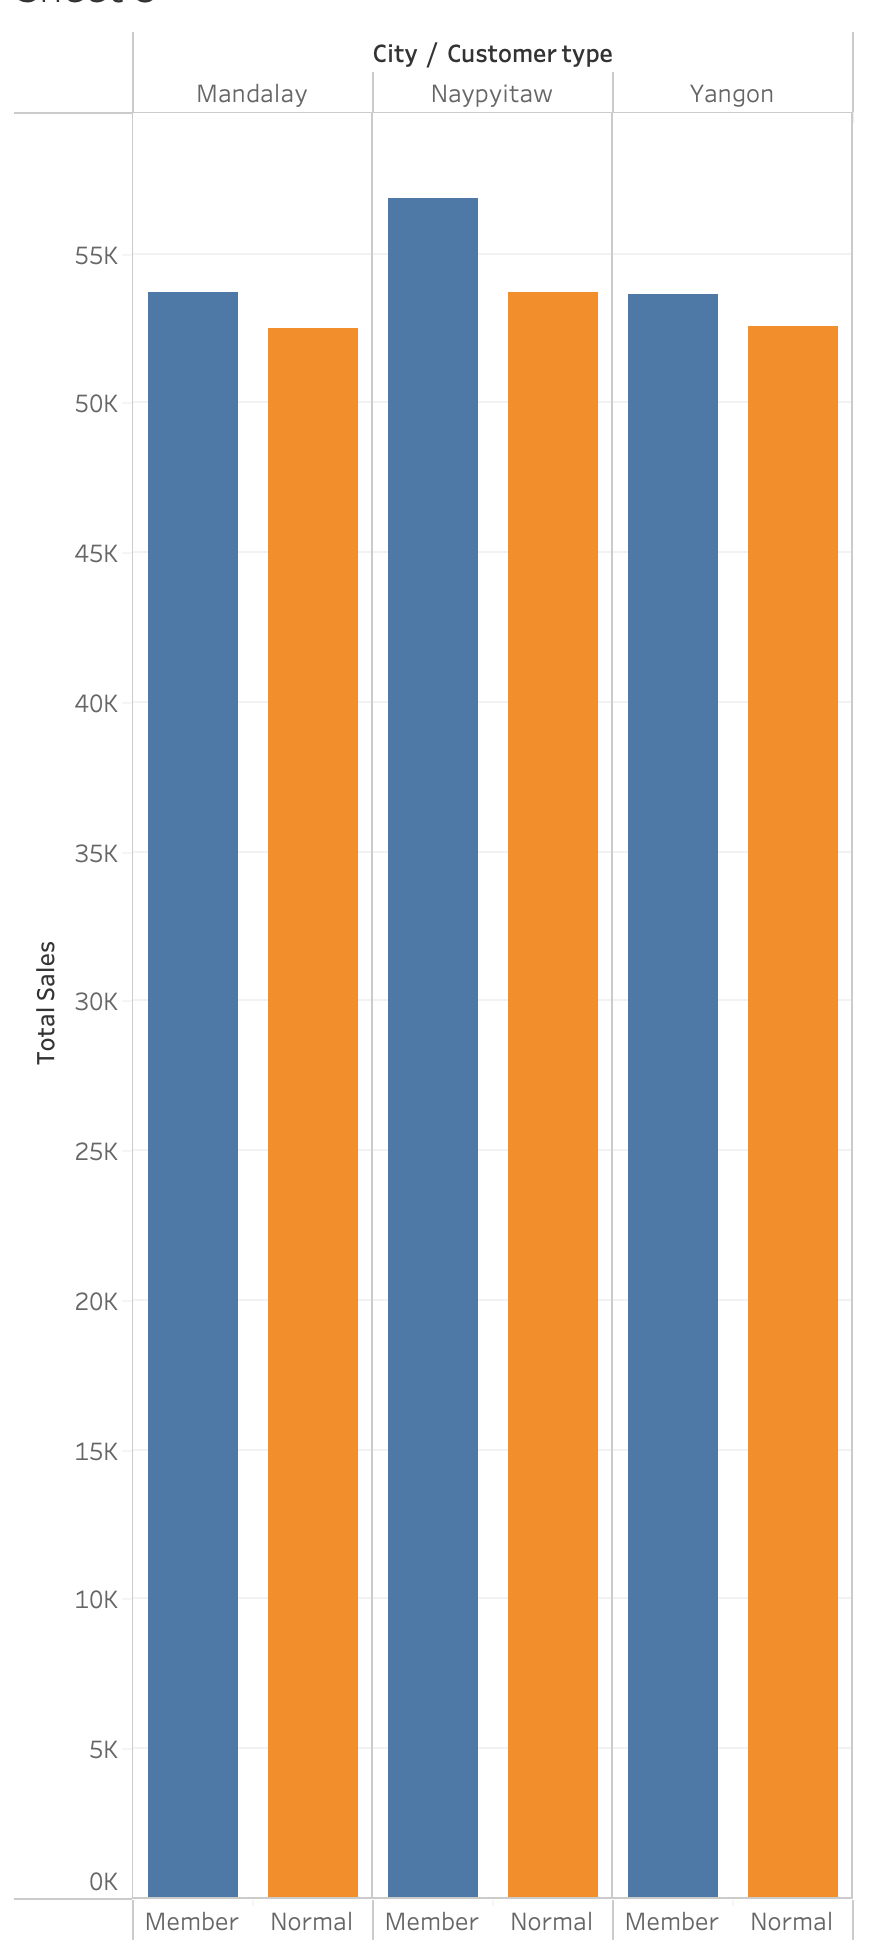 City / Customer type
Mandalay Naypyitaw Yangon
55K
50K
45K
40K
35K
Total Sales
30K
25K
20K
15K
10K
5K
0K
Member Normal Member Normal Member Normal